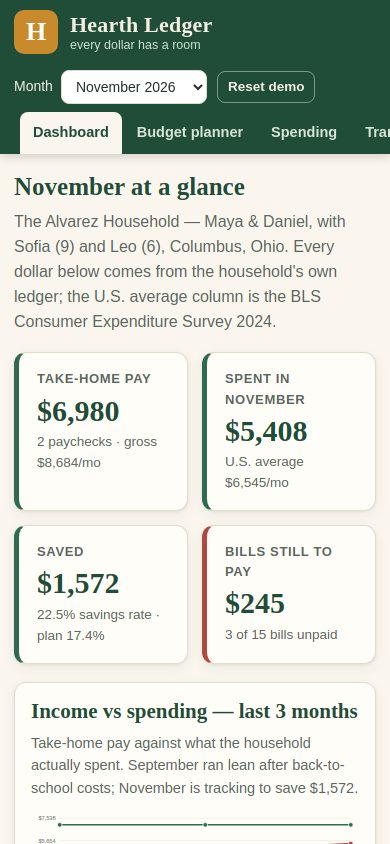 H
Hearth Ledger
every dollar has a room
Month November 2026 Reset demo
Dashboard Budget planner Spending
November at a glance
The Alvarez Household — Maya & Daniel, with
Sofia (9) and Leo (6), Columbus, Ohio. Every
dollar below comes from the household's own
ledger; the U.S. average column is the BLS
Consumer Expenditure Survey 2024.
TAKE-HOME PAY
$6,980
2 paychecks · gross
$8,684/mo
SPENT IN
NOVEMBER
$5,408
U.S. average
$6,545/mo
SAVED
$1,572
22.5% savings rate ·
plan 17.4%
BILLS STILL TO
PAY
$245
3 of 15 bills unpaid
Income vs spending — last 3 months
Take-home pay against what the household
actually spent. September ran lean after back-to-
school costs; November is tracking to save $1,572.
$7,538
$5,654